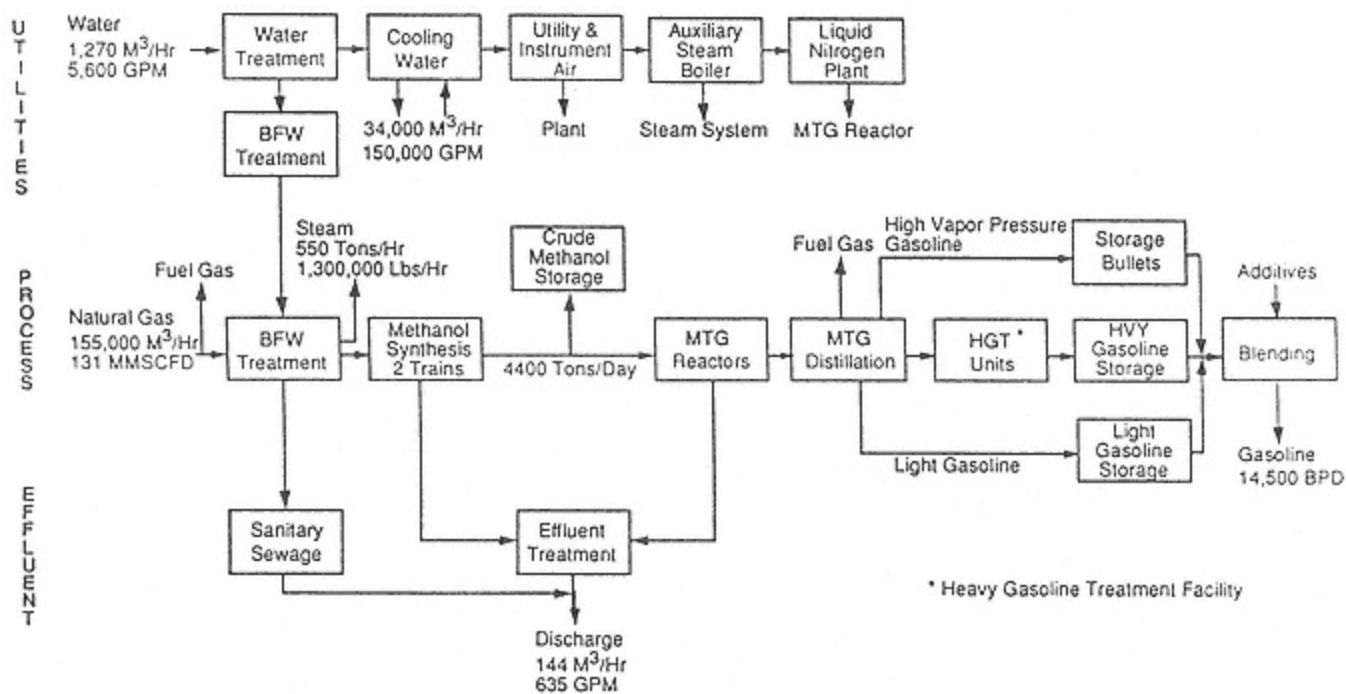 UTILITIES
Water
1,270 M³/Hr
5,600 GPM
Water
Treatment
Cooling
Water
Utility &
Instrument
Air
Auxiliary
Steam
Boiler
Liquid
Nitrogen
Plant
BFW
Treatment
34,000 M³/Hr
150,000 GPM
Plant
Steam System
MTG Reactor
PROCESS
Fuel Gas
Natural Gas
155,000 M³/Hr
131 MMSCFD
Steam
550 Tons/Hr
1,300,000 Lbs/Hr
BFW
Treatment
Methanol
Synthesis
2 Trains
Crude
Methanol
Storage
4400 Tons/Day
MTG
Reactors
Fuel Gas
MTG
Distillation
High Vapor Pressure
Gasoline
Storage
Bullets
HGT *
Units
HVY
Gasoline
Storage
Light Gasoline
Light
Gasoline
Storage
Additives
Blending
Gasoline
14,500 BPD
EFFLUENT
Sanitary
Sewage
Effluent
Treatment
Discharge
144 M³/Hr
635 GPM
* Heavy Gasoline Treatment Facility